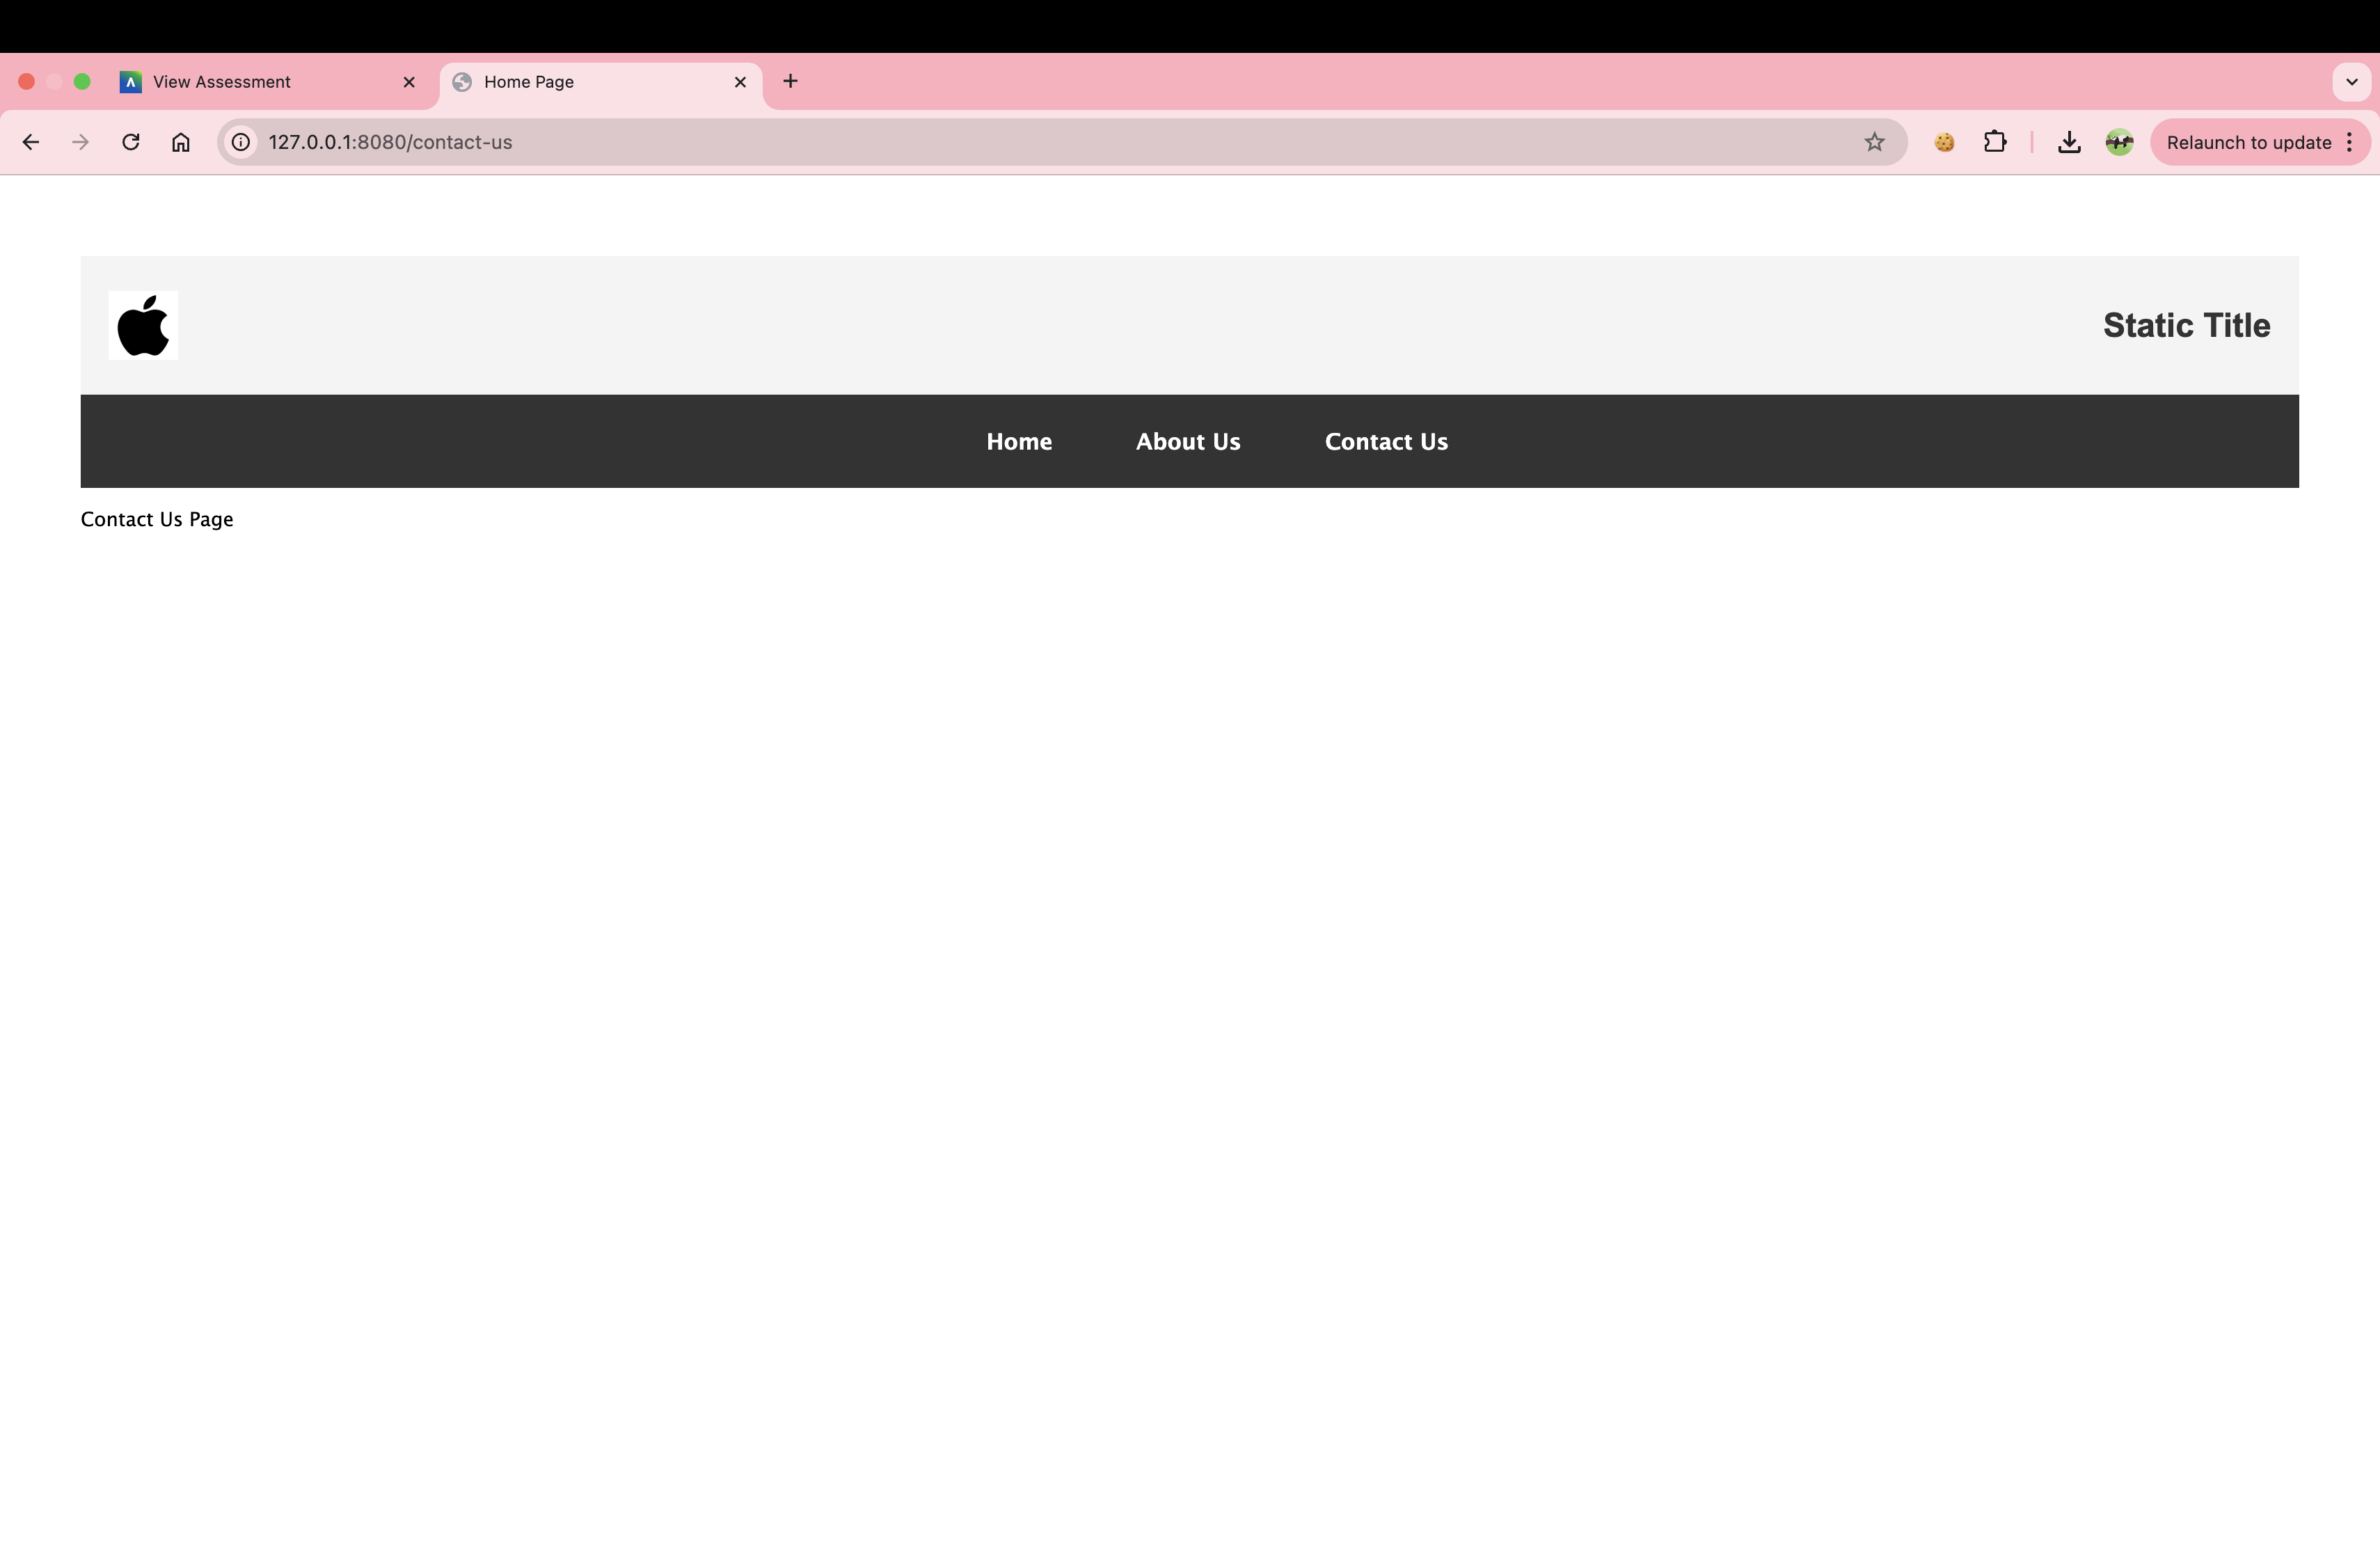 View Assessment
Home Page
127.0.0.1:8080/contact-us
Relaunch to update
Static Title
Home About Us Contact Us
Contact Us Page